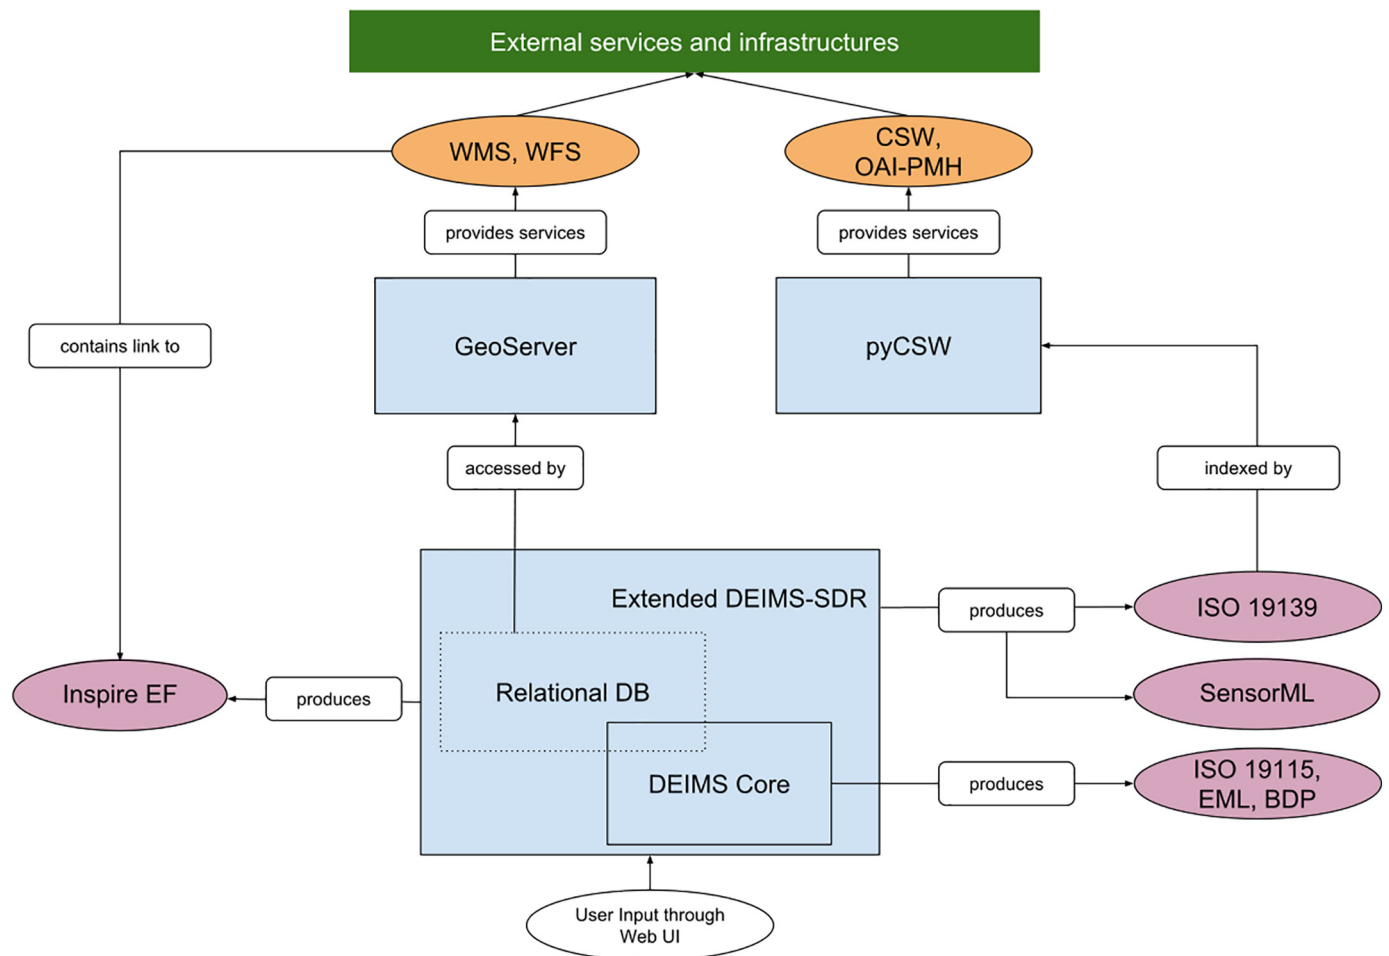 External services and infrastructures
WMS, WFS
CSW,
OAI-PMH
provides services
provides services
contains link to
GeoServer
pyCSW
accessed by
indexed by
Extended DEIMS-SDR
produces
ISO 19139
Inspire EF
produces
Relational DB
SensorML
DEIMS Core
produces
ISO 19115,
EML, BDP
User Input through
Web UI